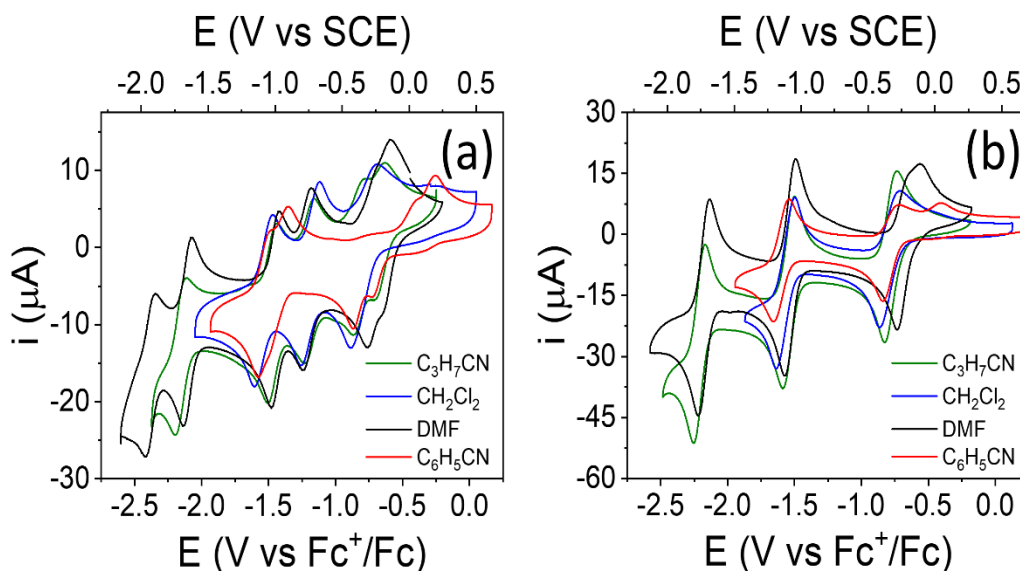 E (V vs SCE)
-2.0 -1.5 -1.0 -0.5 0.0 0.5
(a)
10
0
-10
-20
-30
i (µA)
C₃H₇CN
CH₂Cl₂
DMF
C₆H₅CN
-2.5 -2.0 -1.5 -1.0 -0.5 0.0
E (V vs Fc⁺/Fc)
E (V vs SCE)
-2.0 -1.5 -1.0 -0.5 0.0 0.5
(b)
30
15
0
-15
-30
-45
-60
i (µA)
C₃H₇CN
CH₂Cl₂
DMF
C₆H₅CN
-2.5 -2.0 -1.5 -1.0 -0.5 0.0
E (V vs Fc⁺/Fc)